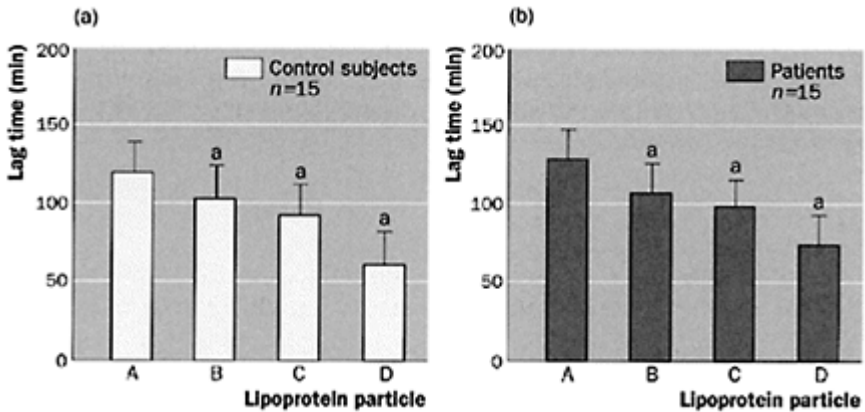 (a)
200
150
100
50
0
Lag time (min)
Control subjects
n=15
a
a
a
A B C D
Lipoprotein particle
(b)
200
150
100
50
0
Lag time (min)
Patients
n=15
a
a
a
A B C D
Lipoprotein particle